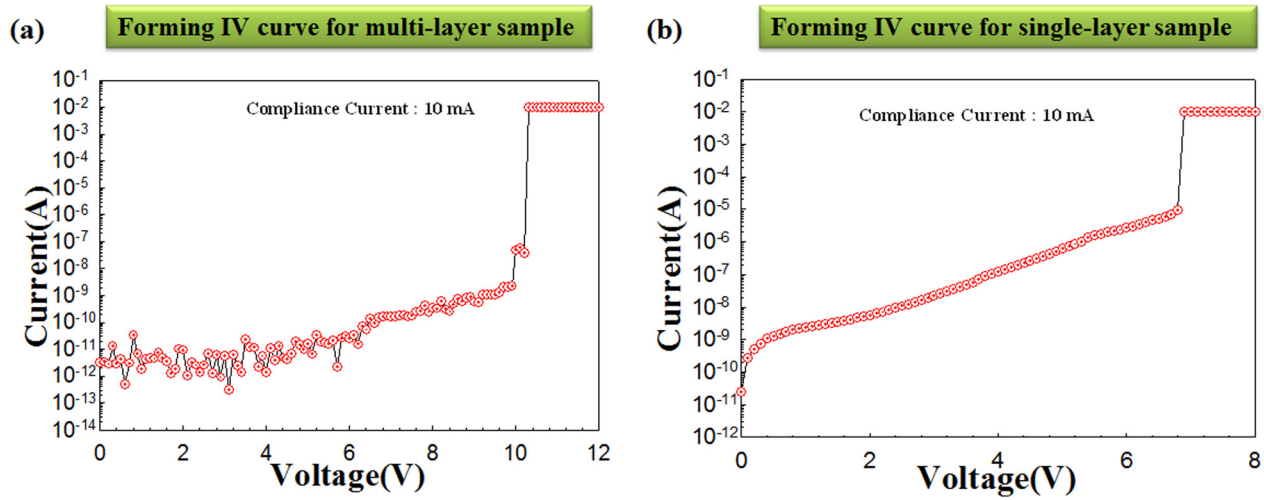 (a)
Forming IV curve for multi-layer sample
Compliance Current : 10 mA
Current(A)
10⁻¹
10⁻²
10⁻³
10⁻⁴
10⁻⁵
10⁻⁶
10⁻⁷
10⁻⁸
10⁻⁹
10⁻¹⁰
10⁻¹¹
10⁻¹²
10⁻¹³
10⁻¹⁴
0 2 4 6 8 10 12
Voltage(V)
(b)
Forming IV curve for single-layer sample
Compliance Current : 10 mA
Current(A)
10⁻¹
10⁻²
10⁻³
10⁻⁴
10⁻⁵
10⁻⁶
10⁻⁷
10⁻⁸
10⁻⁹
10⁻¹⁰
10⁻¹¹
10⁻¹²
0 2 4 6 8
Voltage(V)